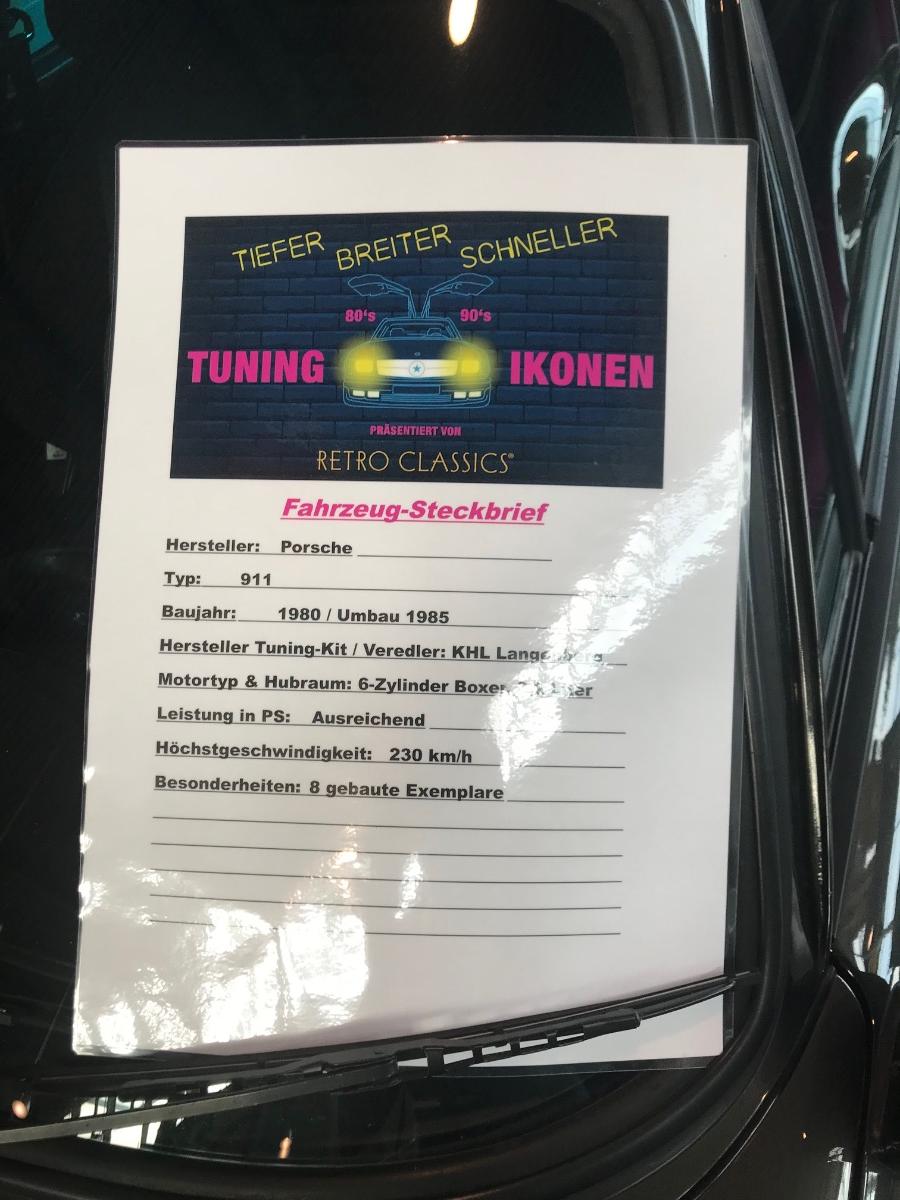 TIEFER BREITER SCHNELLER
80's 90's
TUNING IKONEN
PRÄSENTIERT VON
RETRO CLASSICS®
Fahrzeug-Steckbrief
Hersteller: Porsche
Typ: 911
Baujahr: 1980 / Umbau 1985
Hersteller Tuning-Kit / Veredler: KHL
Motortyp & Hubraum: 6-Zylinder Boxer,
Leistung in PS: Ausreichend
Höchstgeschwindigkeit: 230 km/h
Besonderheiten: 8 gebaute Exemplare